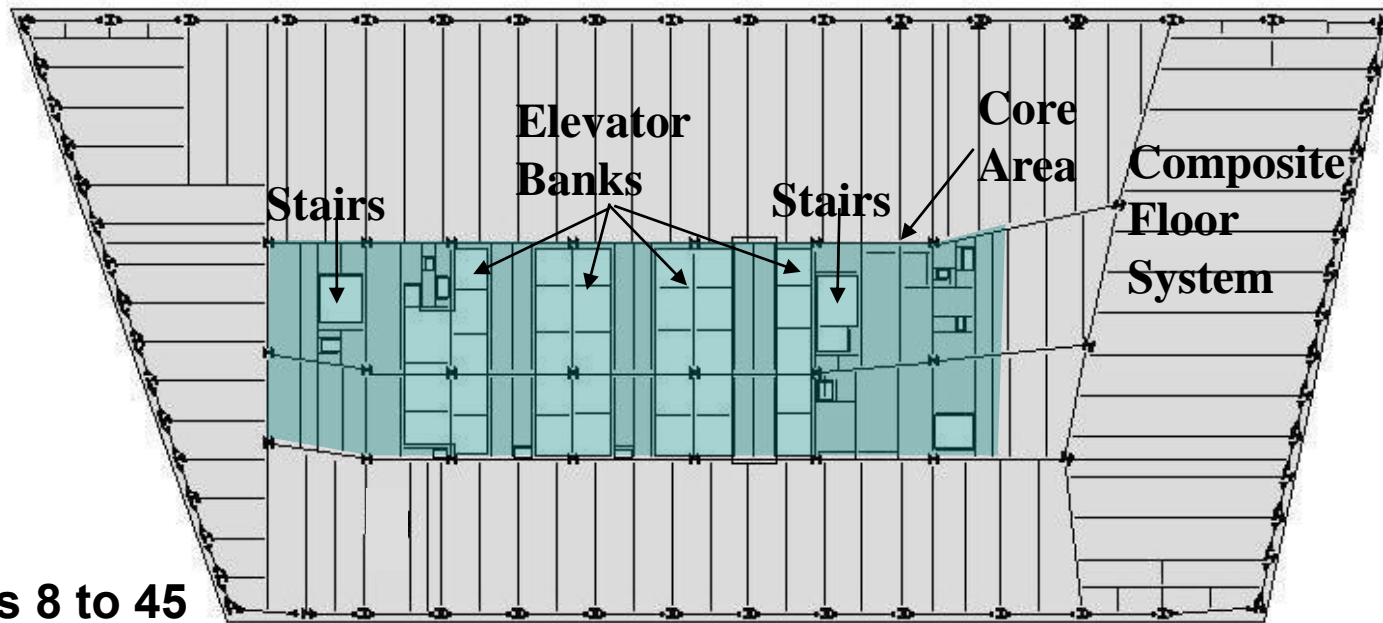 Elevator
Banks
Core
Area
Stairs
Stairs
Composite
Floor
System
s 8 to 45